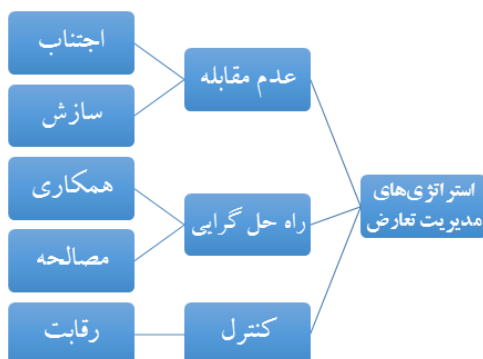 استراتژی‌های
مدیریت تعارض
عدم مقابله
اجتناب
سازش
راه حل گرایی
همکاری
مصالحه
کنترل
رقابت